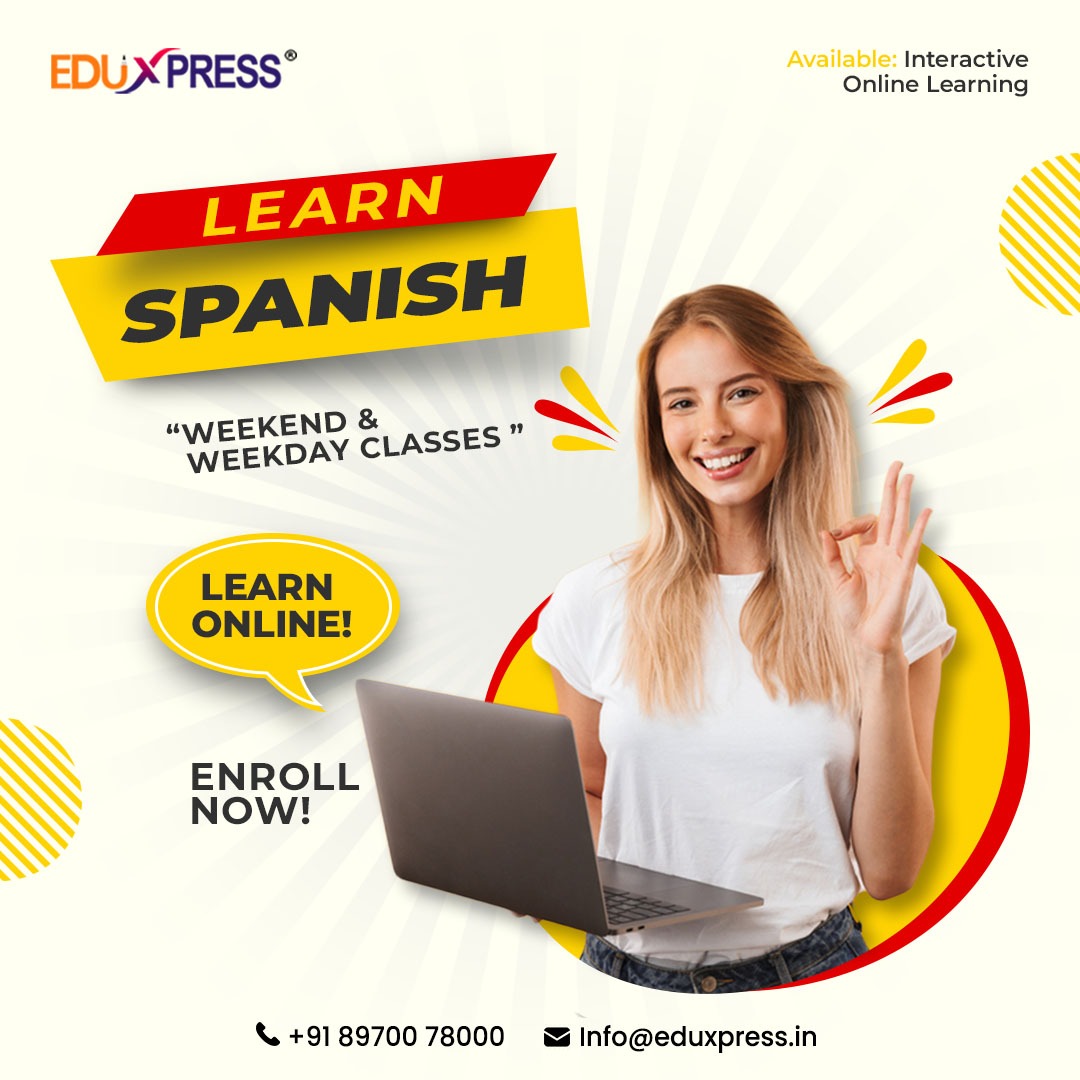 EDUXPRESS®
Available: Interactive
Online Learning
LEARN
SPANISH
“WEEKEND &
WEEKDAY CLASSES ”
LEARN
ONLINE!
ENROLL
NOW!
+91 89700 78000
Info@eduxpress.in